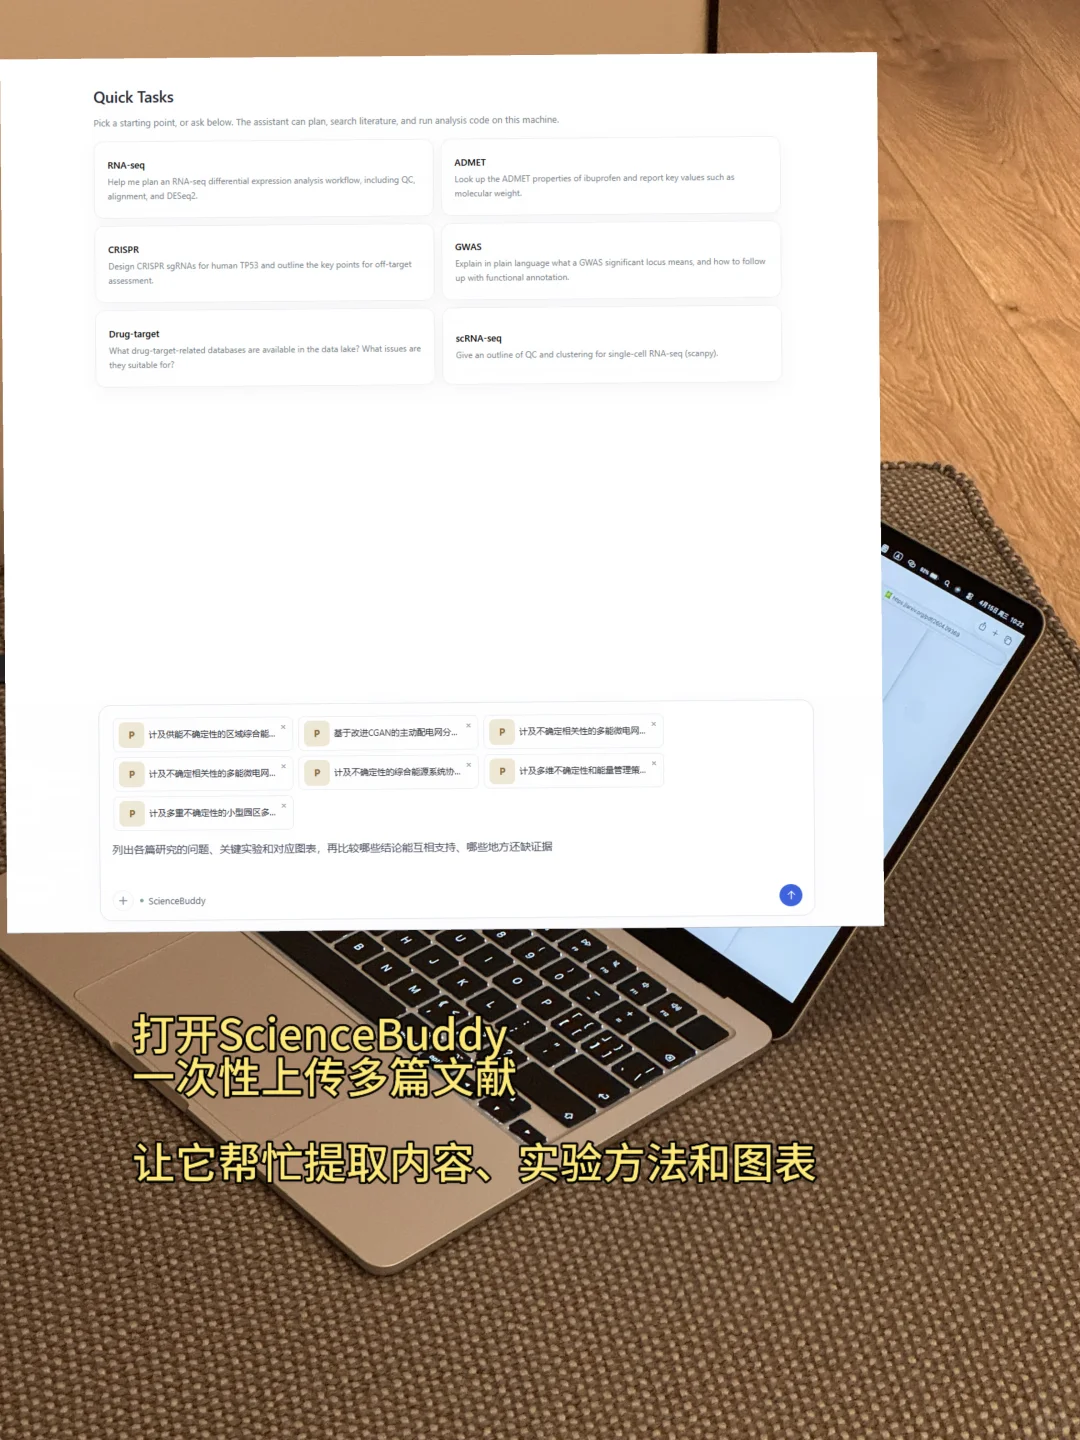 Quick Tasks
Pick a starting point, or ask below. The assistant can plan, search literature, and run analysis code on this machine.
RNA-seq
Help me plan an RNA-seq differential expression analysis workflow, including QC,
alignment, and DESeq2.
ADMET
Look up the ADMET properties of ibuprofen and report key values such as
molecular weight.
CRISPR
Design CRISPR sgRNAs for human TP53 and outline the key points for off-target
assessment.
GWAS
Explain in plain language what a GWAS significant locus means, and how to follow
up with functional annotation.
Drug-target
What drug-target-related databases are available in the data lake? What issues are
they suitable for?
scRNA-seq
Give an outline of QC and clustering for single-cell RNA-seq (scanpy).
P 计及供能不确定性的区域综合能...
P 基于改进CGAN的主动配电网分...
P 计及不确定相关性的多能微电网...
P 计及不确定相关性的多能微电网...
P 计及不确定性的综合能源系统协...
P 计及多维不确定性和能量管理策...
P 计及多重不确定性的小型园区多...
列出各篇研究的问题、关键实验和对应图表，再比较哪些结论能互相支持、哪些地方还缺证据
+ • ScienceBuddy
4月15日 周三 10:22
打开ScienceBuddy
一次性上传多篇文献
让它帮忙提取内容、实验方法和图表